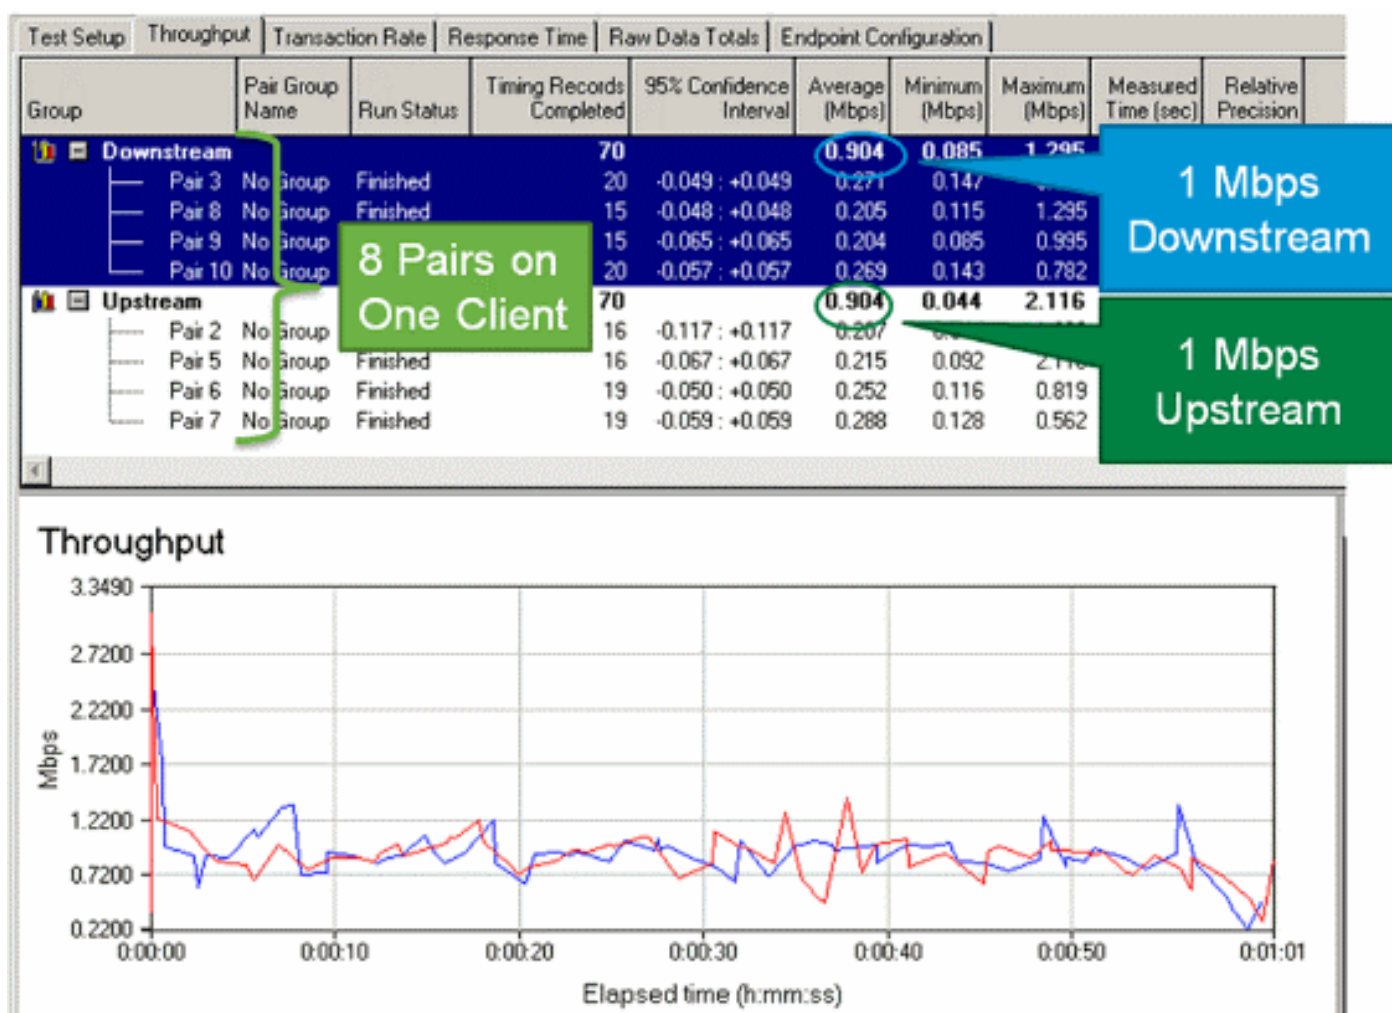 Test Setup Throughput Transaction Rate Response Time Raw Data Totals Endpoint Configuration
Group Pair Group Name Run Status Timing Records Completed 95% Confidence Interval Average (Mbps) Minimum (Mbps) Maximum (Mbps) Measured Time (sec) Relative Precision
Downstream 70 0.904 0.085 1.295
Pair 3 No Group Finished 20 -0.049 : +0.049 0.271 0.147
Pair 8 No Group Finished 15 -0.048 : +0.048 0.205 0.115 1.295
Pair 9 No Group 15 -0.065 : +0.065 0.204 0.085 0.995
Pair 10 No Group 20 -0.057 : +0.057 0.269 0.143 0.782
Upstream 70 0.904 0.044 2.116
Pair 2 No Group 16 -0.117 : +0.117 0.207
Pair 5 No Group Finished 16 -0.067 : +0.067 0.215 0.092 2.116
Pair 6 No Group Finished 19 -0.050 : +0.050 0.252 0.116 0.819
Pair 7 No Group Finished 19 -0.059 : +0.059 0.288 0.128 0.562
8 Pairs on
One Client
1 Mbps
Downstream
1 Mbps
Upstream
Throughput
3.3490
2.7200
2.2200
1.7200
1.2200
0.7200
0.2200
Mbps
0:00:00 0:00:10 0:00:20 0:00:30 0:00:40 0:00:50 0:01:01
Elapsed time (h:mm:ss)